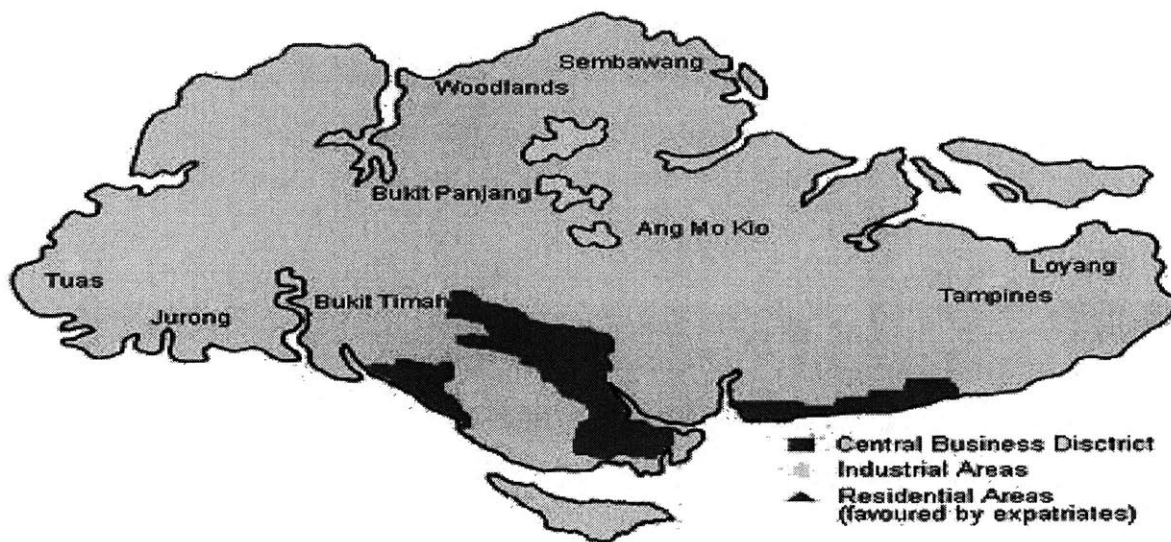 Sembawang
Woodlands
Bukit Panjang
Ang Mo Kio
Loyang
Tuas
Tampines
Bukit Timah
Jurong
Central Business Disctrict
Industrial Areas
Residential Areas
(favoured by expatriates)